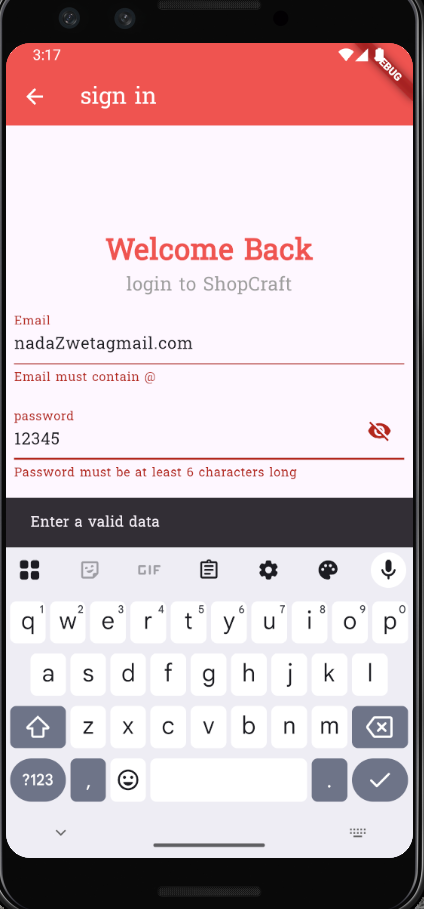 3:17
DEBUG
sign in
Welcome Back
login to ShopCraft
Email
nadaZwetagmail.com
Email must contain @
password
12345
Password must be at least 6 characters long
Enter a valid data
GIF
1 2 3 4 5 6 7 8 9 0
q w e r t y u i o p
a s d f g h j k l
z x c v b n m
?123 , .